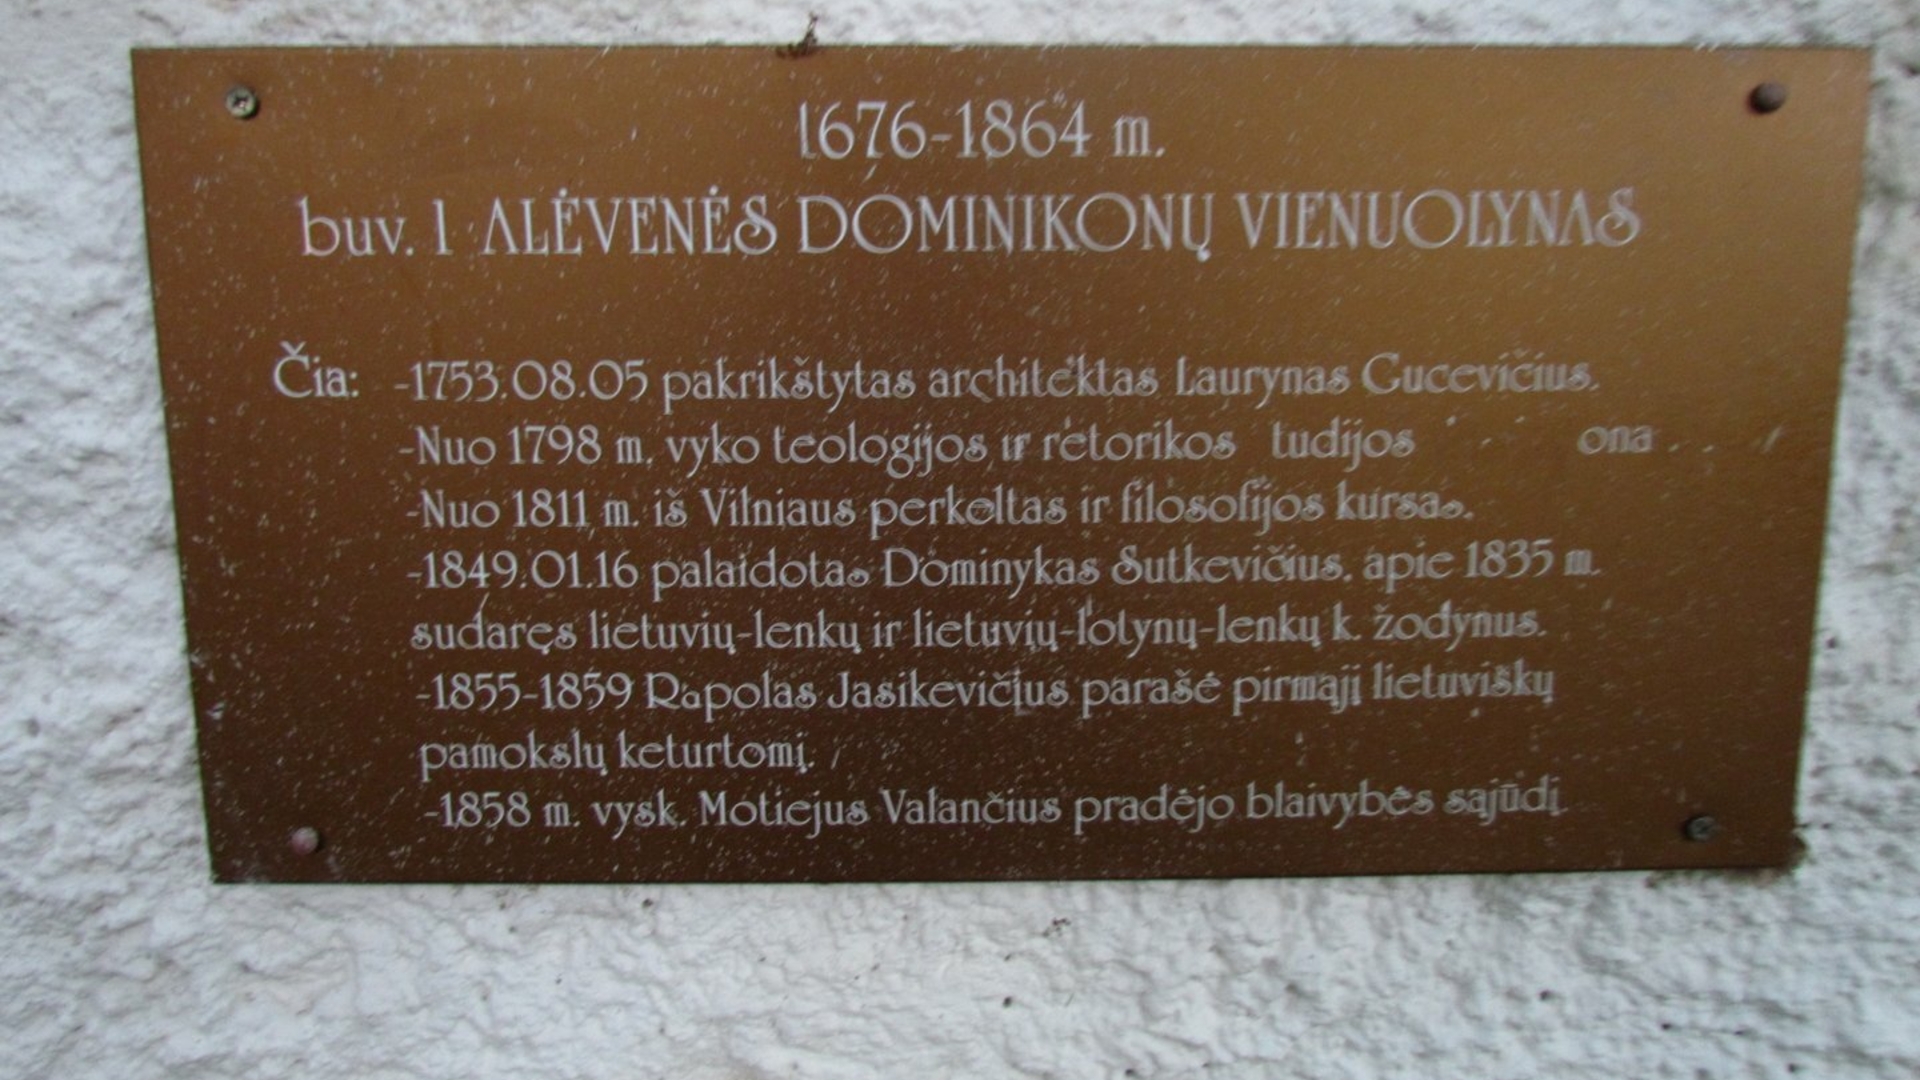 1676-1864 m.
buv. I ALĖVENĖS DOMINIKONŲ VIENUOLYNAS
Čia: -1753.08.05 pakrikštytas architektas Laurynas Gucevičius.
-Nuo 1798 m. vyko teologijos ir retorikos tudijos ona
-Nuo 1811 m. iš Vilniaus perkeltas ir filosofijos kursas.
-1849.01.16 palaidotas Dominykas Sutkevičius, apie 1835 m.
sudaręs lietuvių-lenkų ir lietuvių-lotynų-lenkų k. žodynus.
-1855-1859 Rapolas Jasikevičius parašė pirmąjį lietuviškų
pamokslų keturtomį.
-1858 m. vysk. Motiejus Valančius pradėjo blaivybės sąjūdį